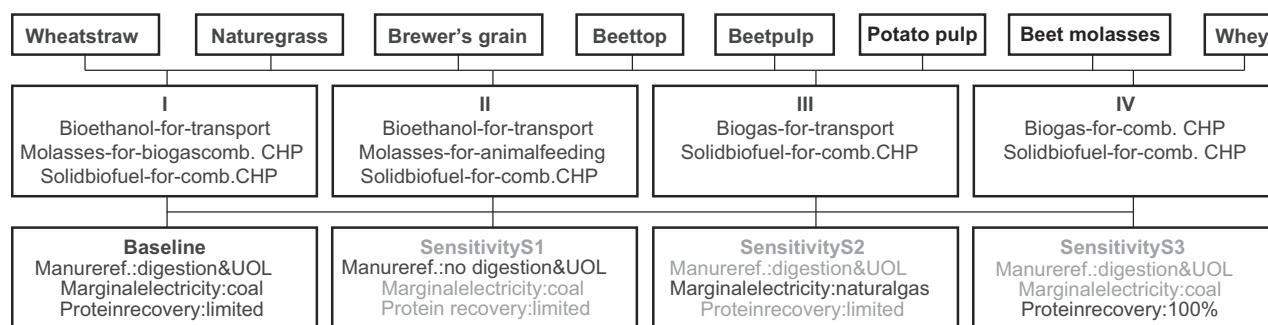 Wheatstraw
Naturegrass
Brewer's grain
Beettop
Beetpulp
Potato pulp
Beet molasses
Whey
I
Bioethanol-for-transport
Molasses-for-biogascomb. CHP
Solidbiofuel-for-comb.CHP
II
Bioethanol-for-transport
Molasses-for-animalfeeding
Solidbiofuel-for-comb.CHP
III
Biogas-for-transport
Solidbiofuel-for-comb.CHP
IV
Biogas-for-comb. CHP
Solidbiofuel-for-comb. CHP
Baseline
Manureref.:digestion&UOL
Marginalelectricity:coal
Proteinrecovery:limited
SensitivityS1
Manureref.:no digestion&UOL
Marginalelectricity:coal
Protein recovery:limited
SensitivityS2
Manureref.:digestion&UOL
Marginalelectricity:naturalgas
Proteinrecovery:limited
SensitivityS3
Manureref.:digestion&UOL
Marginalelectricity:coal
Proteinrecovery:100%